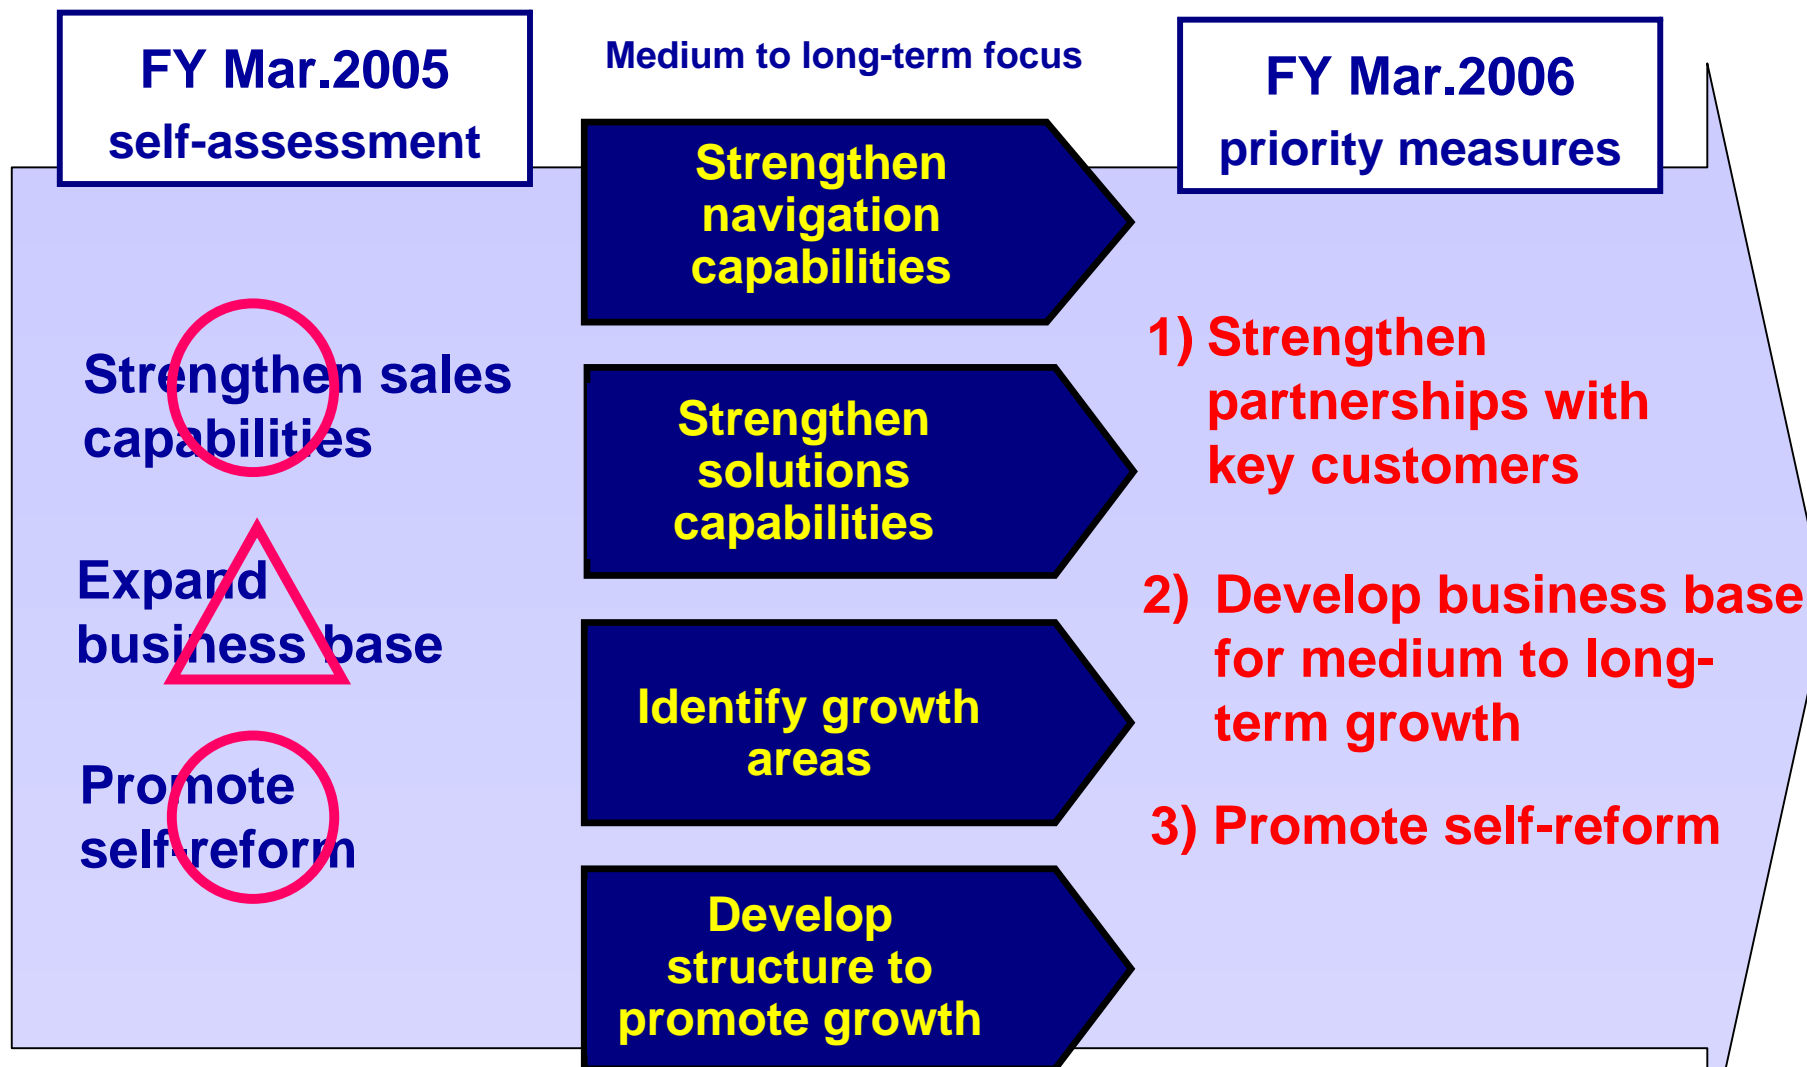 FY Mar.2005
self-assessment
Strengthen sales
capabilities
Expand
business base
Promote
self-reform
Medium to long-term focus
Strengthen
navigation
capabilities
Strengthen
solutions
capabilities
Identify growth
areas
Develop
structure to
promote growth
FY Mar.2006
priority measures
1) Strengthen
partnerships with
key customers
2) Develop business base
for medium to long-
term growth
3) Promote self-reform